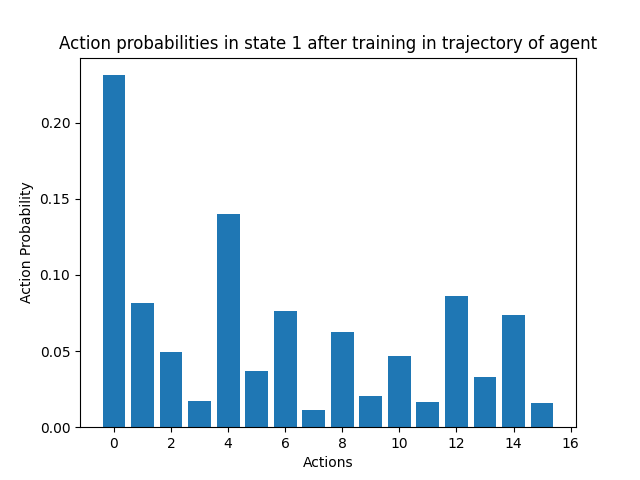 Action probabilities in state 1 after training in trajectory of agent
0.20
0.15
0.10
0.05
0.00
Action Probability
0 2 4 6 8 10 12 14 16
Actions